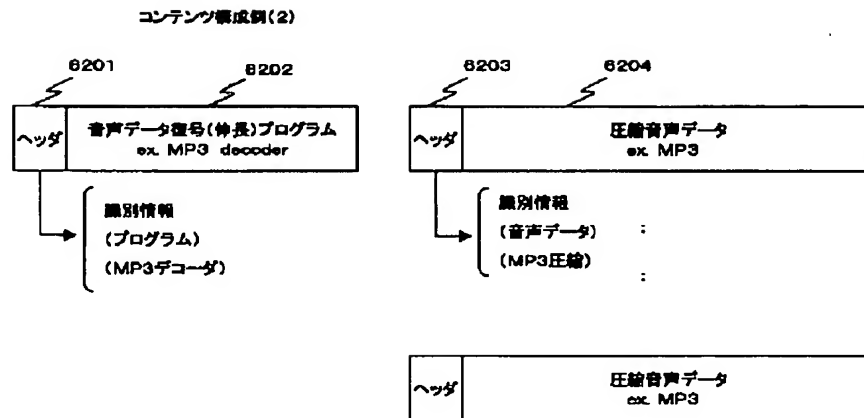 コンテンツ構成例(2)
6201
6202
ヘッダ
音声データ復号(伸長)プログラム
ex. MP3 decoder
識別情報
(プログラム)
(MP3デコーダ)
6203
6204
ヘッダ
圧縮音声データ
ex. MP3
識別情報
(音声データ)
(MP3圧縮)
:
:
ヘッダ
圧縮音声データ
ex. MP3